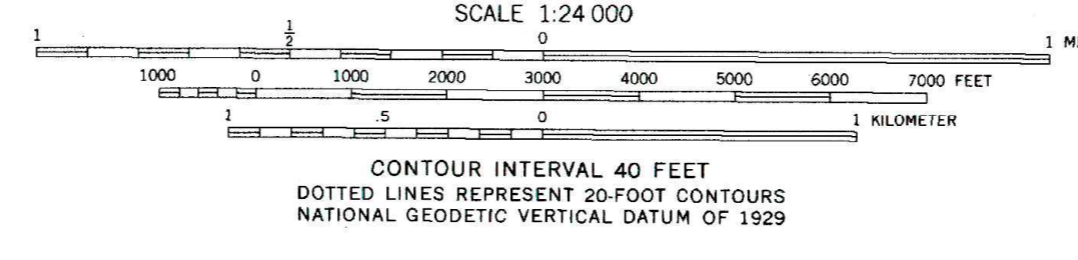 SCALE 1:24 000
1 1/2 0 1
1000 0 1000 2000 3000 4000 5000 6000 7000 FEET
1 .5 0 1 KILOMETER
CONTOUR INTERVAL 40 FEET
DOTTED LINES REPRESENT 20-FOOT CONTOURS
NATIONAL GEODETIC VERTICAL DATUM OF 1929